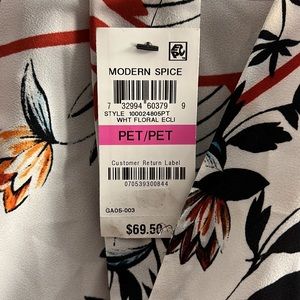 MODERN SPICE
7 32994 60379 9
STYLE 100024805PT
WHT FLORAL ECLI
PET/PET
Customer Return Label
070539300844
GA05-003
$69.50